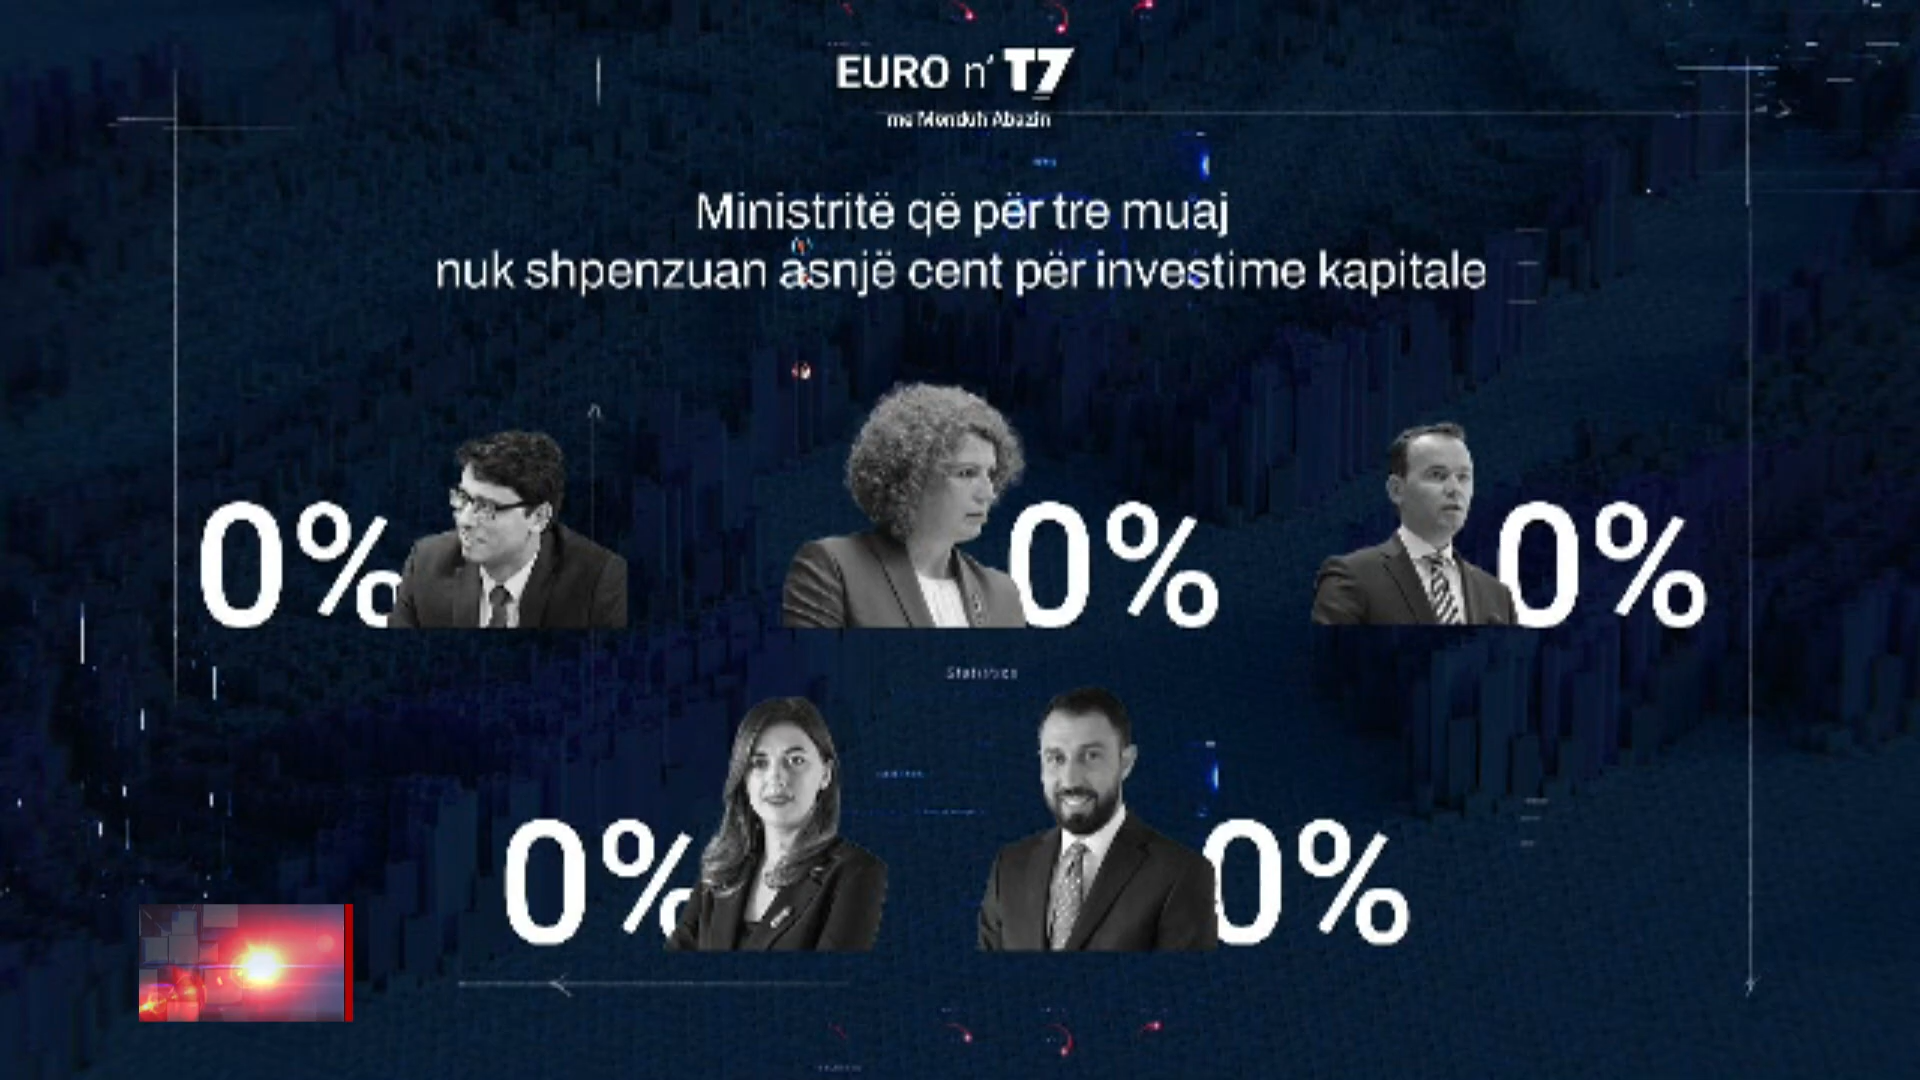 EURO n' T7
me Menduh Abazin
Ministritë që për tre muaj
nuk shpenzuan asnjë cent për investime kapitale
0%
0%
0%
Statistics
0%
0%